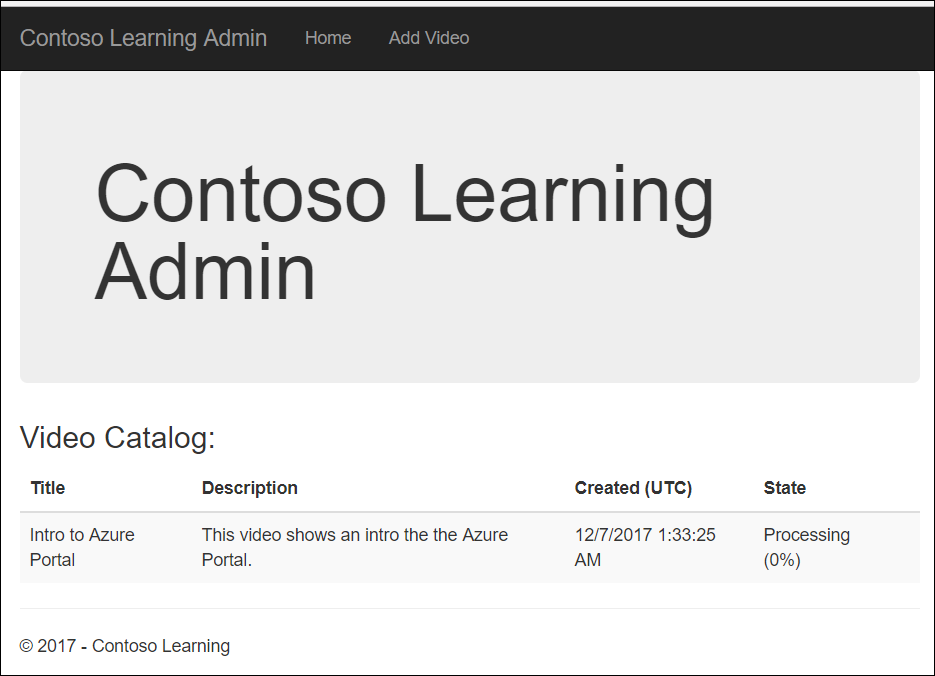 Contoso Learning Admin Home Add Video
Contoso Learning
Admin
Video Catalog:
Title Description Created (UTC) State
Intro to Azure This video shows an intro the the Azure 12/7/2017 1:33:25 Processing
Portal Portal. AM (0%)
© 2017 - Contoso Learning